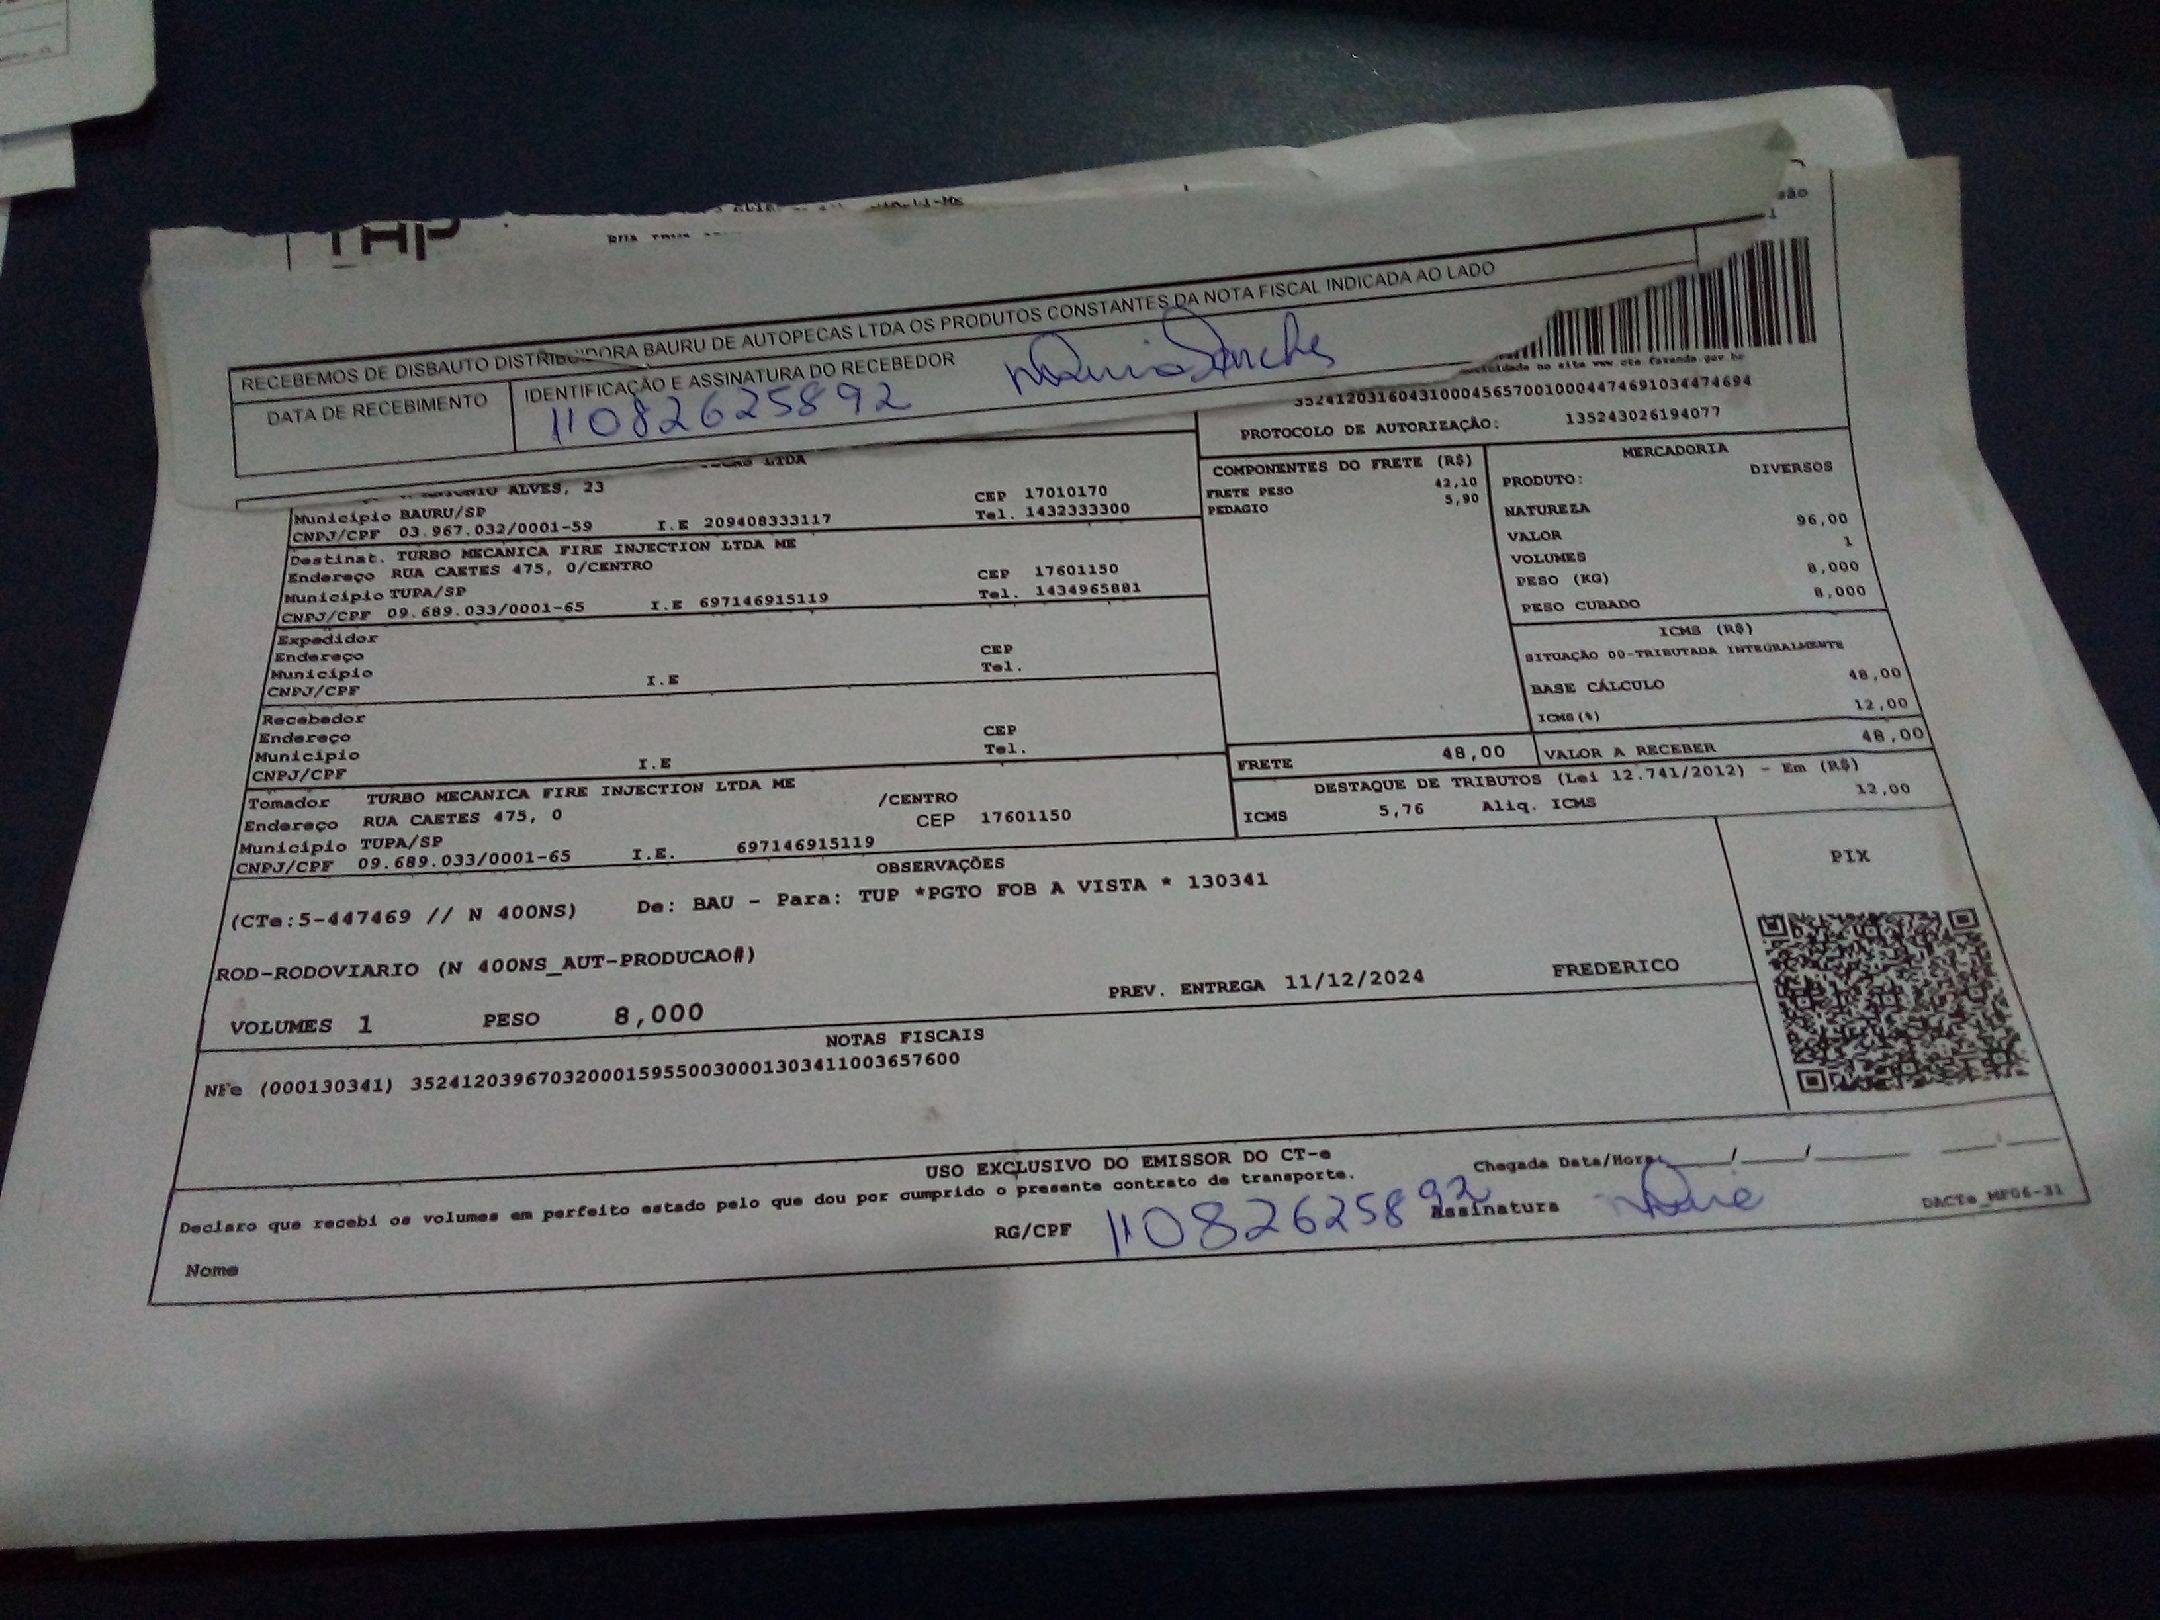 RECEBEMOS DE DISBAUTO DISTRIBUIDORA BAURU DE AUTOPECAS LTDA OS PRODUTOS CONSTANTES DA NOTA FISCAL INDICADA AO LADO
DATA DE RECEBIMENTO
IDENTIFICAÇÃO E ASSINATURA DO RECEBEDOR
11082625892
35241203160431000456570010004474691034474694
PROTOCOLO DE AUTORIZAÇÃO: 135243026194077
LTDA
ANTONIO ALVES, 23
Município BAURU/SP CEP 17010170
CNPJ/CPF 03.967.032/0001-59 I.E 209408333117 Tel. 1432333300
Destinat. TURBO MECANICA FIRE INJECTION LTDA ME
Endereço RUA CAETES 475, 0/CENTRO
Município TUPA/SP CEP 17601150
CNPJ/CPF 09.689.033/0001-65 I.E 697146915119 Tel. 1434965881
Expedidor
Endereço
Município CEP
CNPJ/CPF I.E Tel.
Recebedor
Endereço
Município CEP
CNPJ/CPF I.E Tel.
Tomador TURBO MECANICA FIRE INJECTION LTDA ME
Endereço RUA CAETES 475, 0 /CENTRO
Município TUPA/SP CEP 17601150
CNPJ/CPF 09.689.033/0001-65 I.E. 697146915119
COMPONENTES DO FRETE (R$)
FRETE PESO 42,10
PEDAGIO 5,90
MERCADORIA
PRODUTO: DIVERSOS
NATUREZA
VALOR 96,00
VOLUMES 1
PESO (KG) 8,000
PESO CUBADO 8,000
ICMS (R$)
SITUAÇÃO 00-TRIBUTADA INTEGRALMENTE
BASE CÁLCULO 48,00
ICMS(%) 12,00
FRETE 48,00 VALOR A RECEBER 48,00
DESTAQUE DE TRIBUTOS (Lei 12.741/2012) - Em (R$)
ICMS 5,76 Aliq. ICMS 12,00
OBSERVAÇÕES
(CTe:5-447469 // N 400NS) De: BAU - Para: TUP *PGTO FOB A VISTA * 130341
PIX
ROD-RODOVIARIO (N 400NS_AUT-PRODUCAO#)
VOLUMES 1 PESO 8,000 PREV. ENTREGA 11/12/2024 FREDERICO
NOTAS FISCAIS
NFe (000130341) 35241203967032000159550030001303411003657600
USO EXCLUSIVO DO EMISSOR DO CT-e
Declaro que recebi os volumes em perfeito estado pelo que dou por cumprido o presente contrato de transporte.
Chegada Data/Hora: / /
Nome RG/CPF 11082625892 Assinatura
DACTe_MF06-31